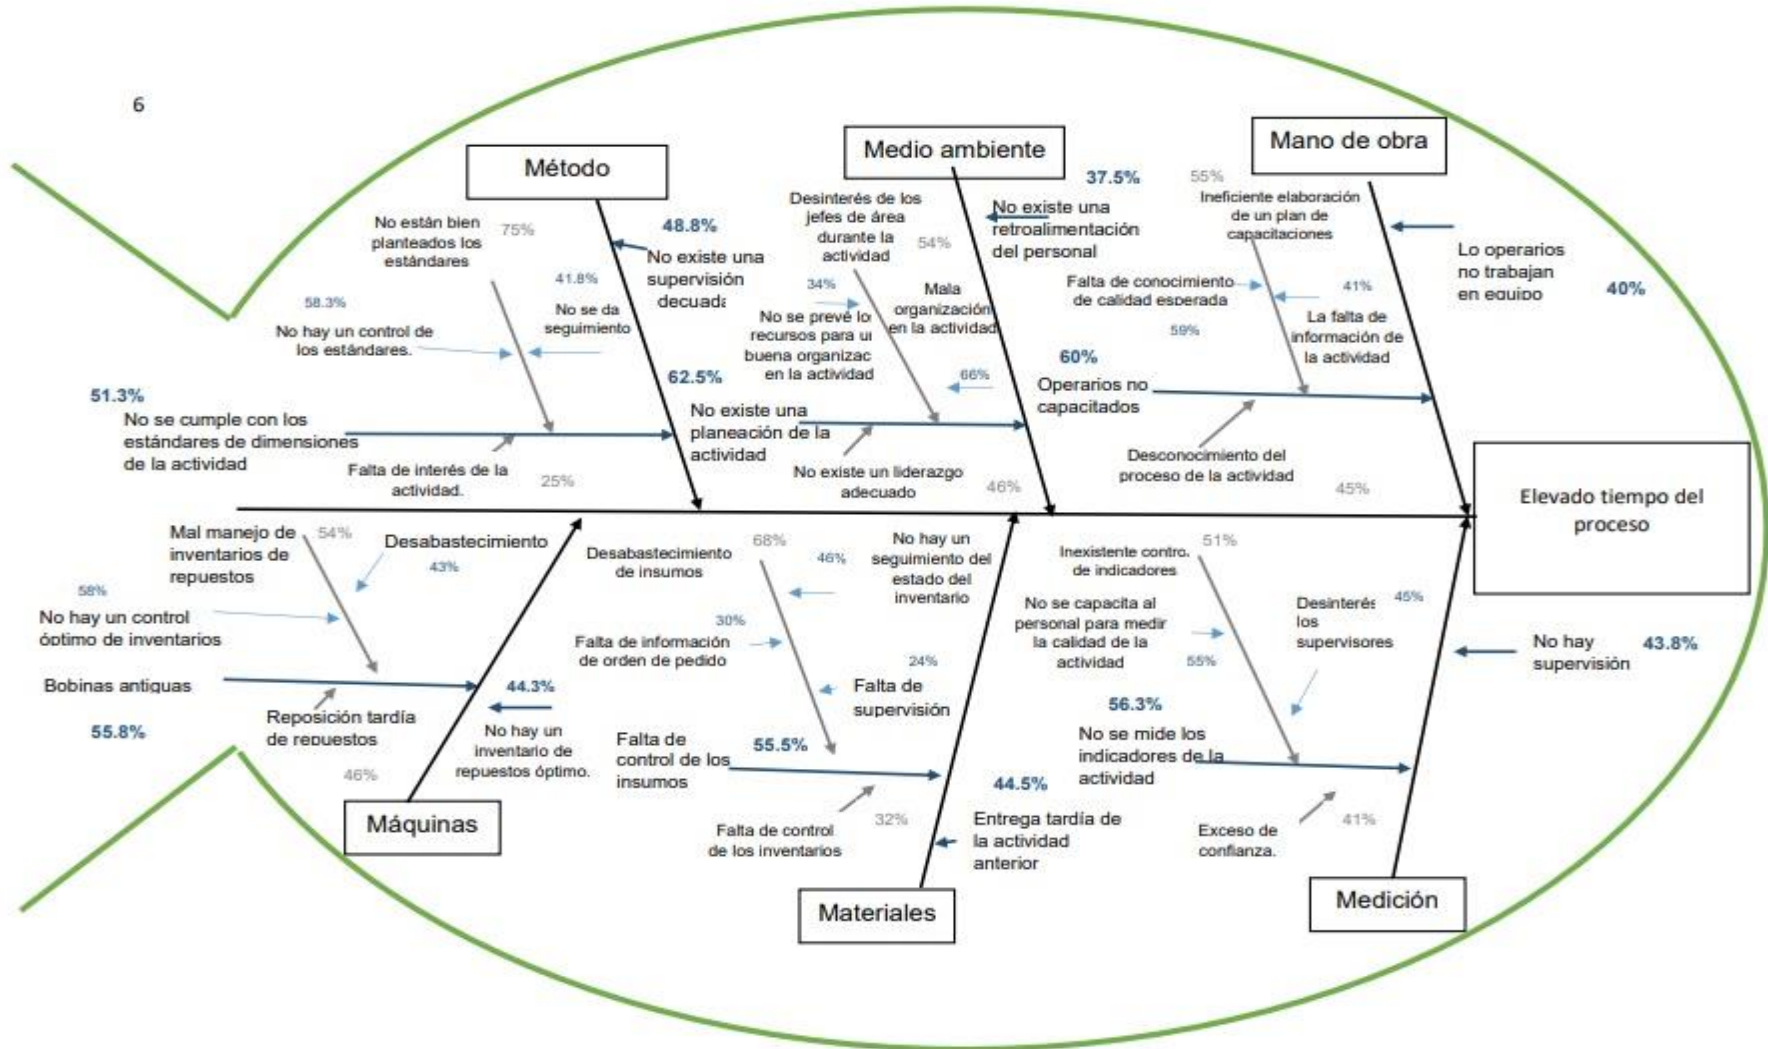 6
Método
Medio ambiente
Mano de obra
No están bien
planteados los
estándares
75%
48.8%
No existe una
supervisión
decuada
41.8%
No se da
seguimiento
58.3%
No hay un control de
los estándares.
51.3%
No se cumple con los
estándares de dimensiones
de la actividad
Falta de interés de la
actividad.
25%
Desinterés de los
jefes de área
durante la
actividad
54%
37.5%
No existe una
retroalimentación
del personal
34%
No se prevé lo
recursos para u
buena organizac
en la actividad
Mala
organización
en la actividad
66%
62.5%
No existe una
planeación de la
actividad
No existe un liderazgo
adecuado
46%
55%
Ineficiente elaboración
de un plan de
capacitaciones
Falta de conocimiento
de calidad esperada
59%
41%
La falta de
información de
la actividad
Lo operarios
no trabajan
en equipo
40%
60%
Operarios no
capacitados
Desconocimiento del
proceso de la actividad
45%
Elevado tiempo del
proceso
Mal manejo de
inventarios de
repuestos
54%
Desabastecimiento
43%
58%
No hay un control
óptimo de inventarios
Bobinas antiguas
55.8%
Reposición tardía
de repuestos
46%
44.3%
No hay un
inventario de
repuestos óptimo.
Máquinas
Desabastecimiento
de insumos
68%
46%
No hay un
seguimiento del
estado del
inventario
30%
Falta de información
de orden de pedido
24%
Falta de
supervisión
Falta de
control de los
insumos
55.5%
Falta de control
de los inventarios
32%
44.5%
Entrega tardía de
la actividad
anterior
Materiales
Inexistente contro
de indicadores
51%
No se capacita al
personal para medir
la calidad de la
actividad
55%
Desinterés
los
supervisores
45%
No hay
supervisión
43.8%
56.3%
No se mide los
indicadores de la
actividad
Exceso de
confianza.
41%
Medición